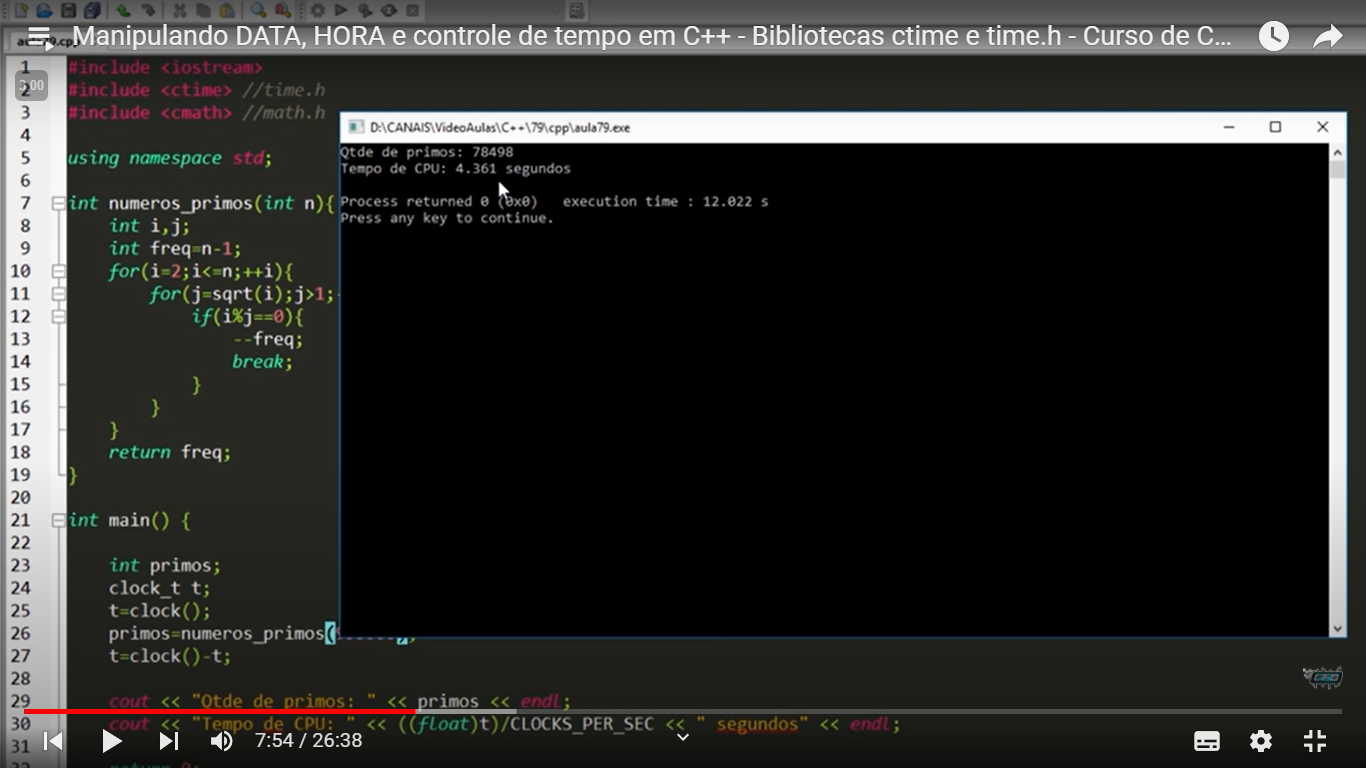 Manipulando DATA, HORA e controle de tempo em C++ - Bibliotecas ctime e time.h - Curso de C...
3:00
1 #include <iostream>
2 #include <ctime> //time.h
3 #include <cmath> //math.h
4
5 using namespace std;
6
7 int numeros_primos(int n){
8 int i,j;
9 int freq=n-1;
10 for(i=2;i<=n;++i){
11 for(j=sqrt(i);j>1;
12 if(i%j==0){
13 --freq;
14 break;
15 }
16 }
17 }
18 return freq;
19 }
20
21 int main() {
22
23 int primos;
24 clock_t t;
25 t=clock();
26 primos=numeros_primos(
27 t=clock()-t;
28
29 cout << "Qtde de primos: " << primos << endl;
30 cout << "Tempo de CPU: " << ((float)t)/CLOCKS_PER_SEC << " segundos" << endl;
31
D:\CANAIS\VideoAulas\C++\79\cpp\aula79.exe
Qtde de primos: 78498
Tempo de CPU: 4.361 segundos
Process returned 0 (0x0) execution time : 12.022 s
Press any key to continue.
7:54 / 26:38